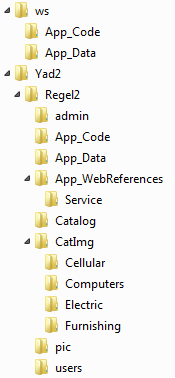 ws
App_Code
App_Data
Yad2
Regel2
admin
App_Code
App_Data
App_WebReferences
Service
Catalog
CatImg
Cellular
Computers
Electric
Furnishing
pic
users